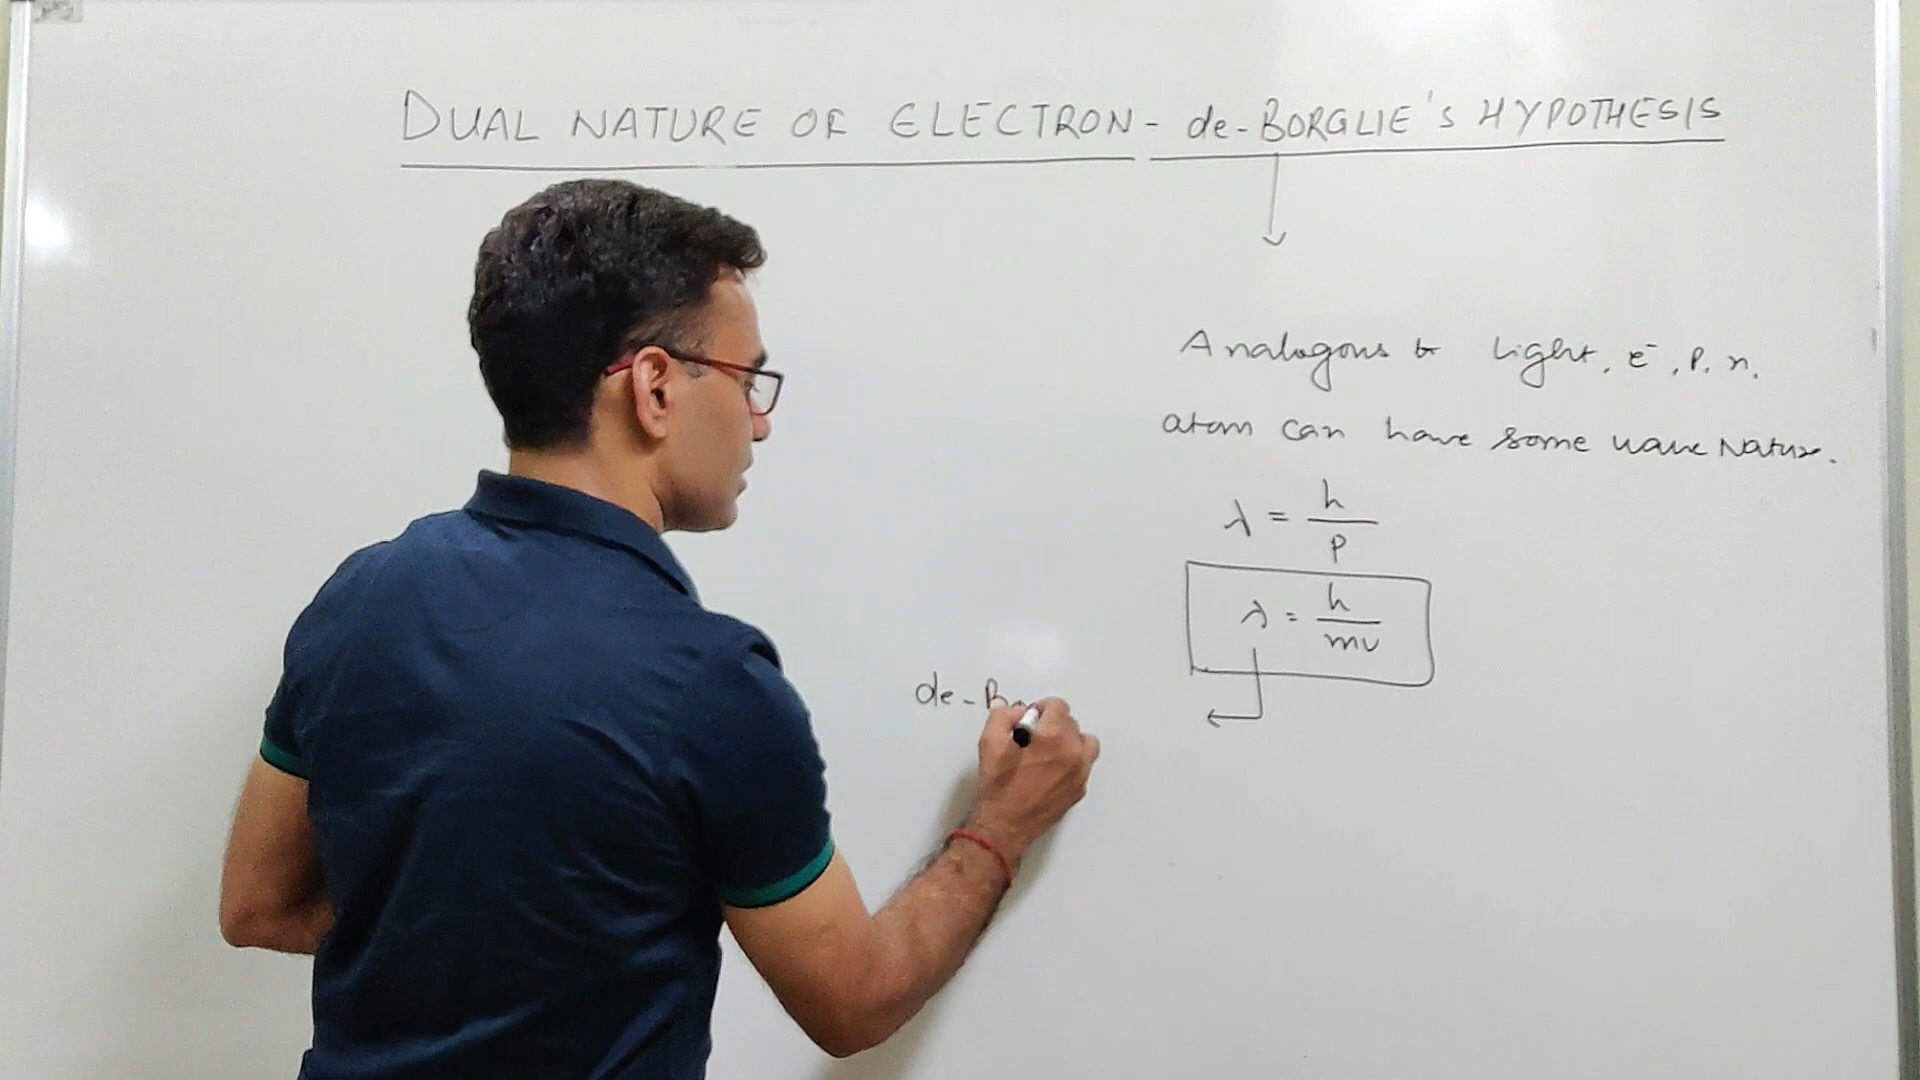 DUAL NATURE OF ELECTRON - de-BORGLIE'S HYPOTHESIS
Analogous to Light, e⁻, P, n,
atom can have some wave Nature.
λ = h/P
λ = h/mv
de-Bro